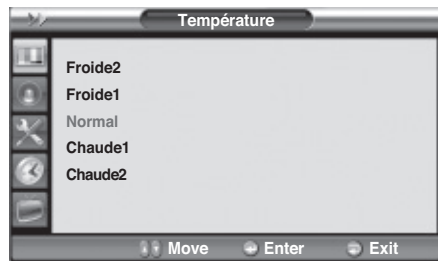 Température
Froide2
Froide1
Normal
Chaude1
Chaude2
Move Enter Exit